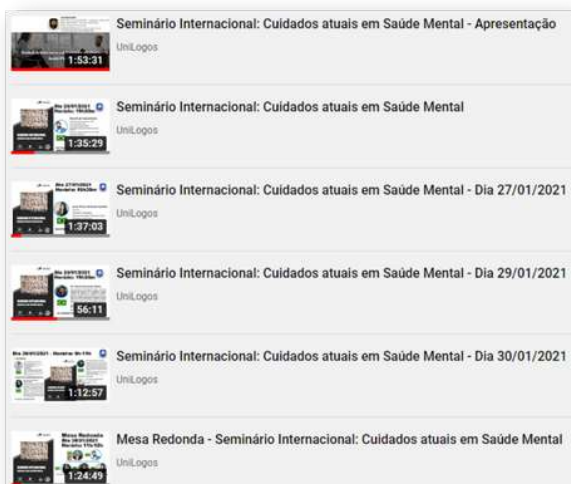 Seminário Internacional: Cuidados atuais em Saúde Mental - Apresentação
UniLogos
1:53:31
Seminário Internacional: Cuidados atuais em Saúde Mental
UniLogos
1:35:29
Seminário Internacional: Cuidados atuais em Saúde Mental - Dia 27/01/2021
UniLogos
1:37:03
Seminário Internacional: Cuidados atuais em Saúde Mental - Dia 29/01/2021
UniLogos
56:11
Seminário Internacional: Cuidados atuais em Saúde Mental - Dia 30/01/2021
UniLogos
1:12:57
Mesa Redonda - Seminário Internacional: Cuidados atuais em Saúde Mental
UniLogos
Mesa Redonda
1:24:49